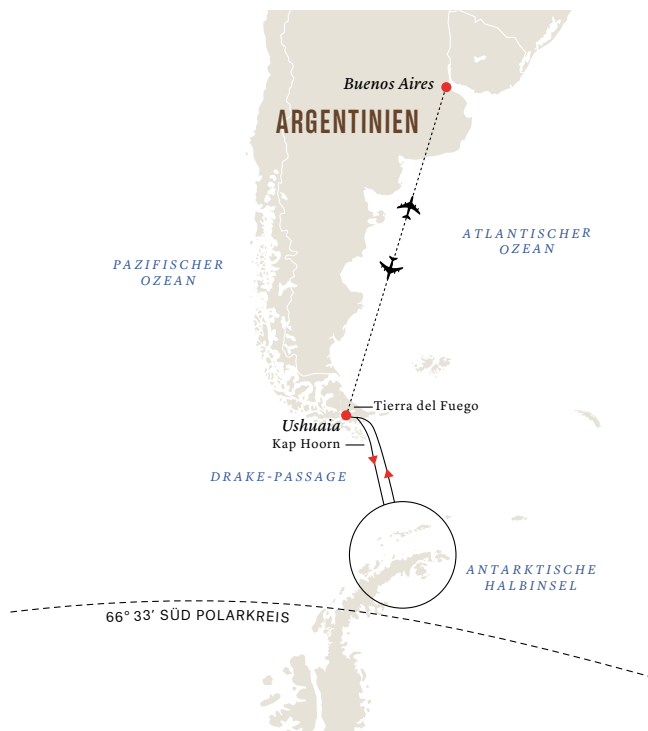 Buenos Aires
ARGENTINIEN
ATLANTISCHER
OZEAN
PAZIFISCHER
OZEAN
Tierra del Fuego
Ushuaia
Kap Hoorn
DRAKE-PASSAGE
ANTARKTISCHE
HALBINSEL
66° 33′ SÜD POLARKREIS